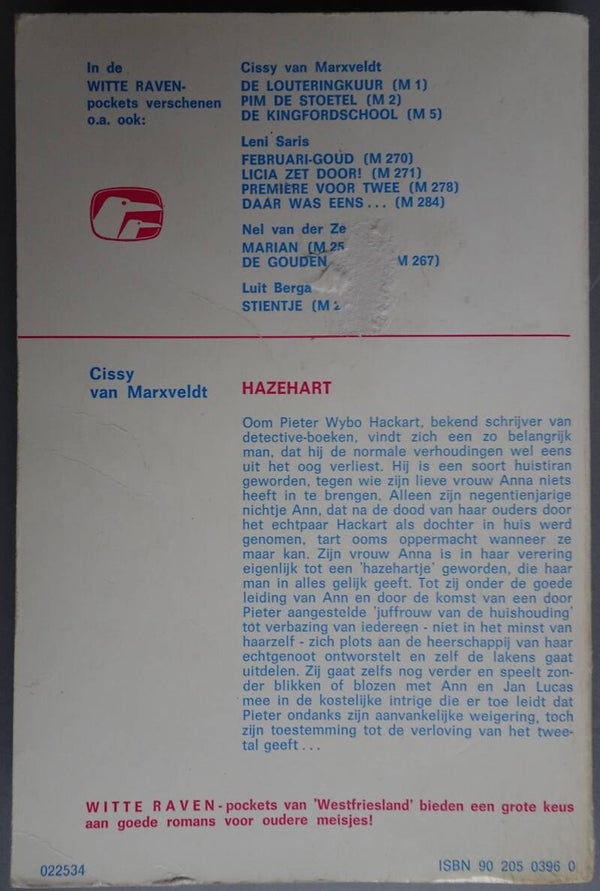 In de
WITTE RAVEN-
pockets verschenen
o.a. ook:
Cissy van Marxveldt
DE LOUTERINGKUUR (M 1)
PIM DE STOETEL (M 2)
DE KINGFORDSCHOOL (M 5)
Leni Saris
FEBRUARI-GOUD (M 270)
LICIA ZET DOOR! (M 271)
PREMIÈRE VOOR TWEE (M 278)
DAAR WAS EENS... (M 284)
Nel van der Ze
MARIAN (M 25
DE GOUDEN M 267)
Luit Berga
STIENTJE (M 2
Cissy
van Marxveldt
HAZEHART
Oom Pieter Wybo Hackart, bekend schrijver van
detective-boeken, vindt zich een zo belangrijk
man, dat hij de normale verhoudingen wel eens
uit het oog verliest. Hij is een soort huistiran
geworden, tegen wie zijn lieve vrouw Anna niets
heeft in te brengen. Alleen zijn negentienjarige
nichtje Ann, dat na de dood van haar ouders door
het echtpaar Hackart als dochter in huis werd
genomen, tart ooms oppermacht wanneer ze
maar kan. Zijn vrouw Anna is in haar verering
eigenlijk tot een 'hazehartje' geworden, die haar
man in alles gelijk geeft. Tot zij onder de goede
leiding van Ann en door de komst van een door
Pieter aangestelde 'juffrouw van de huishouding'
tot verbazing van iedereen - niet in het minst van
haarzelf - zich plots aan de heerschappij van haar
echtgenoot ontworstelt en zelf de lakens gaat
uitdelen. Zij gaat zelfs nog verder en speelt zon-
der blikken of blozen met Ann en Jan Lucas
mee in de kostelijke intrige die er toe leidt dat
Pieter ondanks zijn aanvankelijke weigering, toch
zijn toestemming tot de verloving van het twee-
tal geeft...
WITTE RAVEN - pockets van 'Westfriesland' bieden een grote keus
aan goede romans voor oudere meisjes!
022534
ISBN 90 205 0396 0